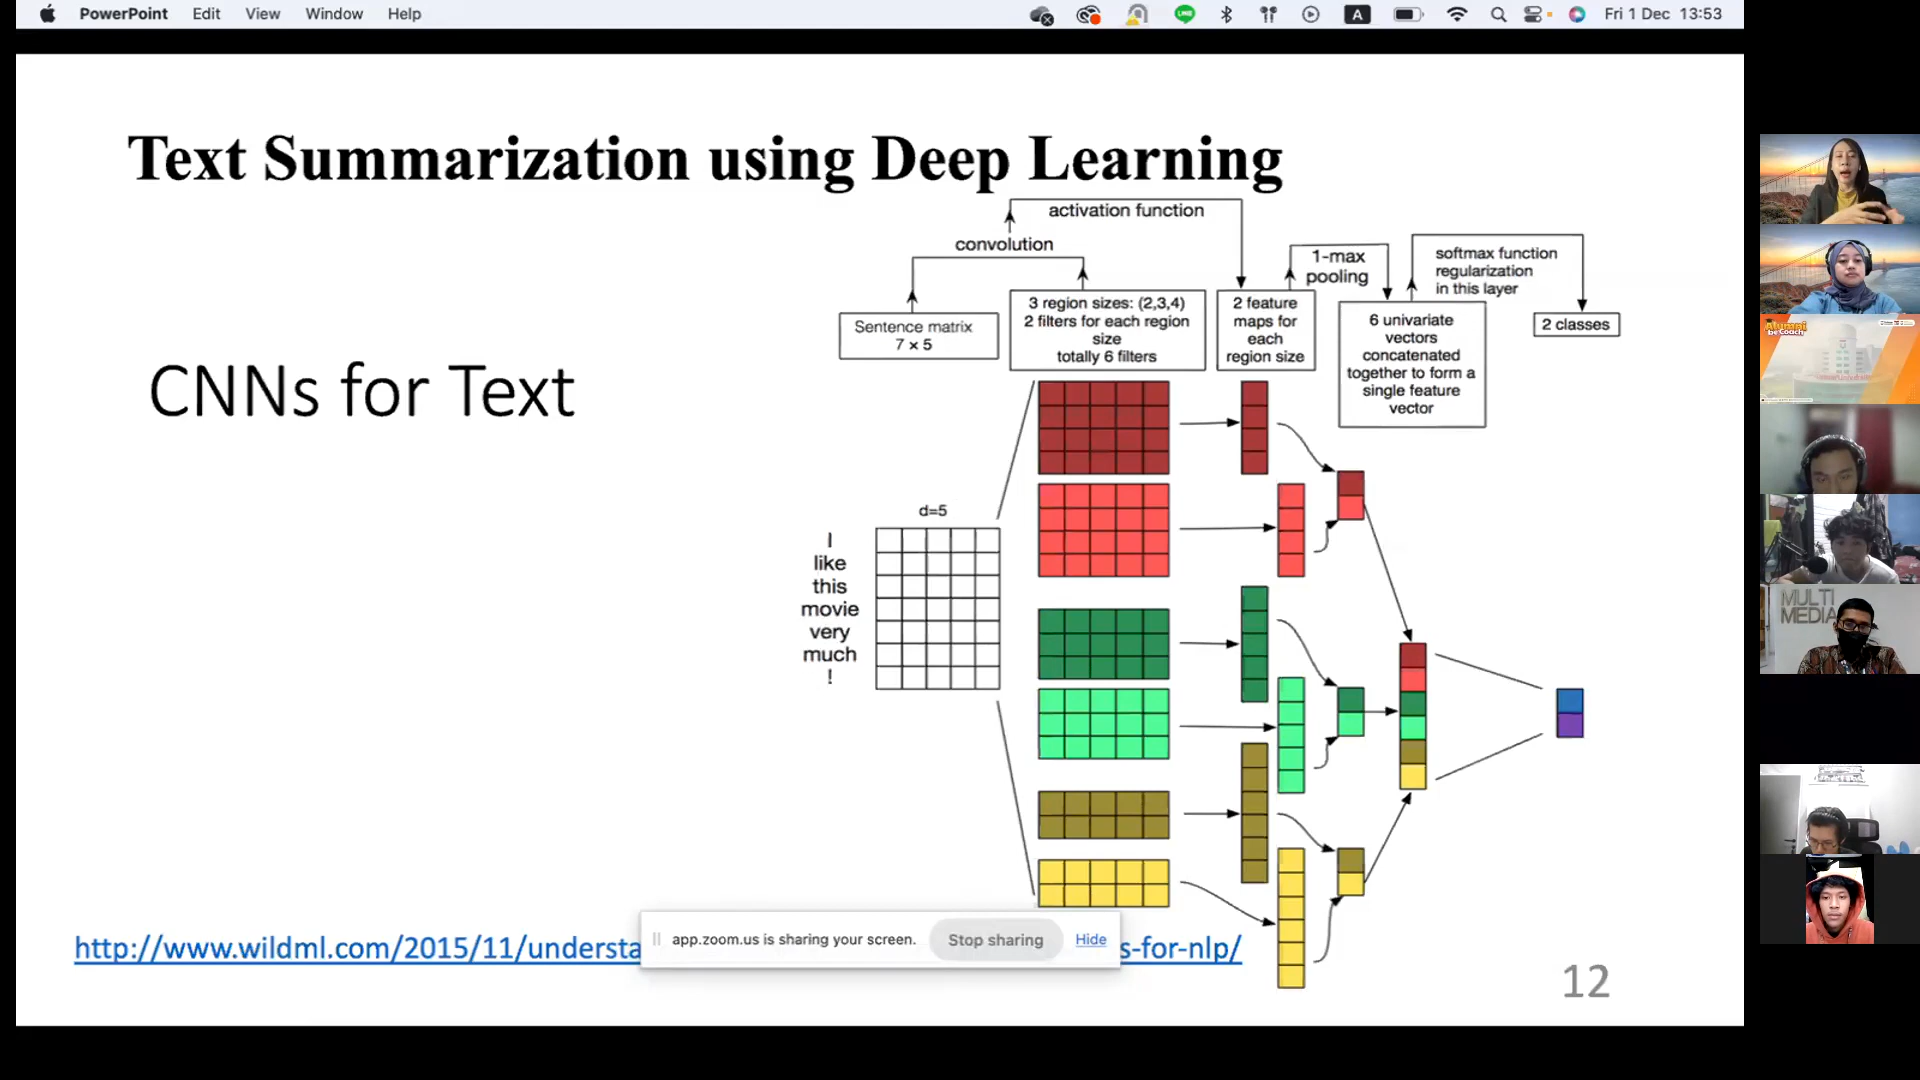 PowerPoint Edit View Window Help
A
Fri 1 Dec 13:53
Text Summarization using Deep Learning
CNNs for Text
activation function
convolution
1-max
pooling
softmax function
regularization
in this layer
Sentence matrix
7 × 5
3 region sizes: (2,3,4)
2 filters for each region
size
totally 6 filters
2 feature
maps for
each
region size
6 univariate
vectors
concatenated
together to form a
single feature
vector
2 classes
d=5
I
like
this
movie
very
much
!
app.zoom.us is sharing your screen.
Stop sharing
Hide
http://www.wildml.com/2015/11/understa
s-for-nlp/
12
Alumni
be Coach
MULTI
MEDIA